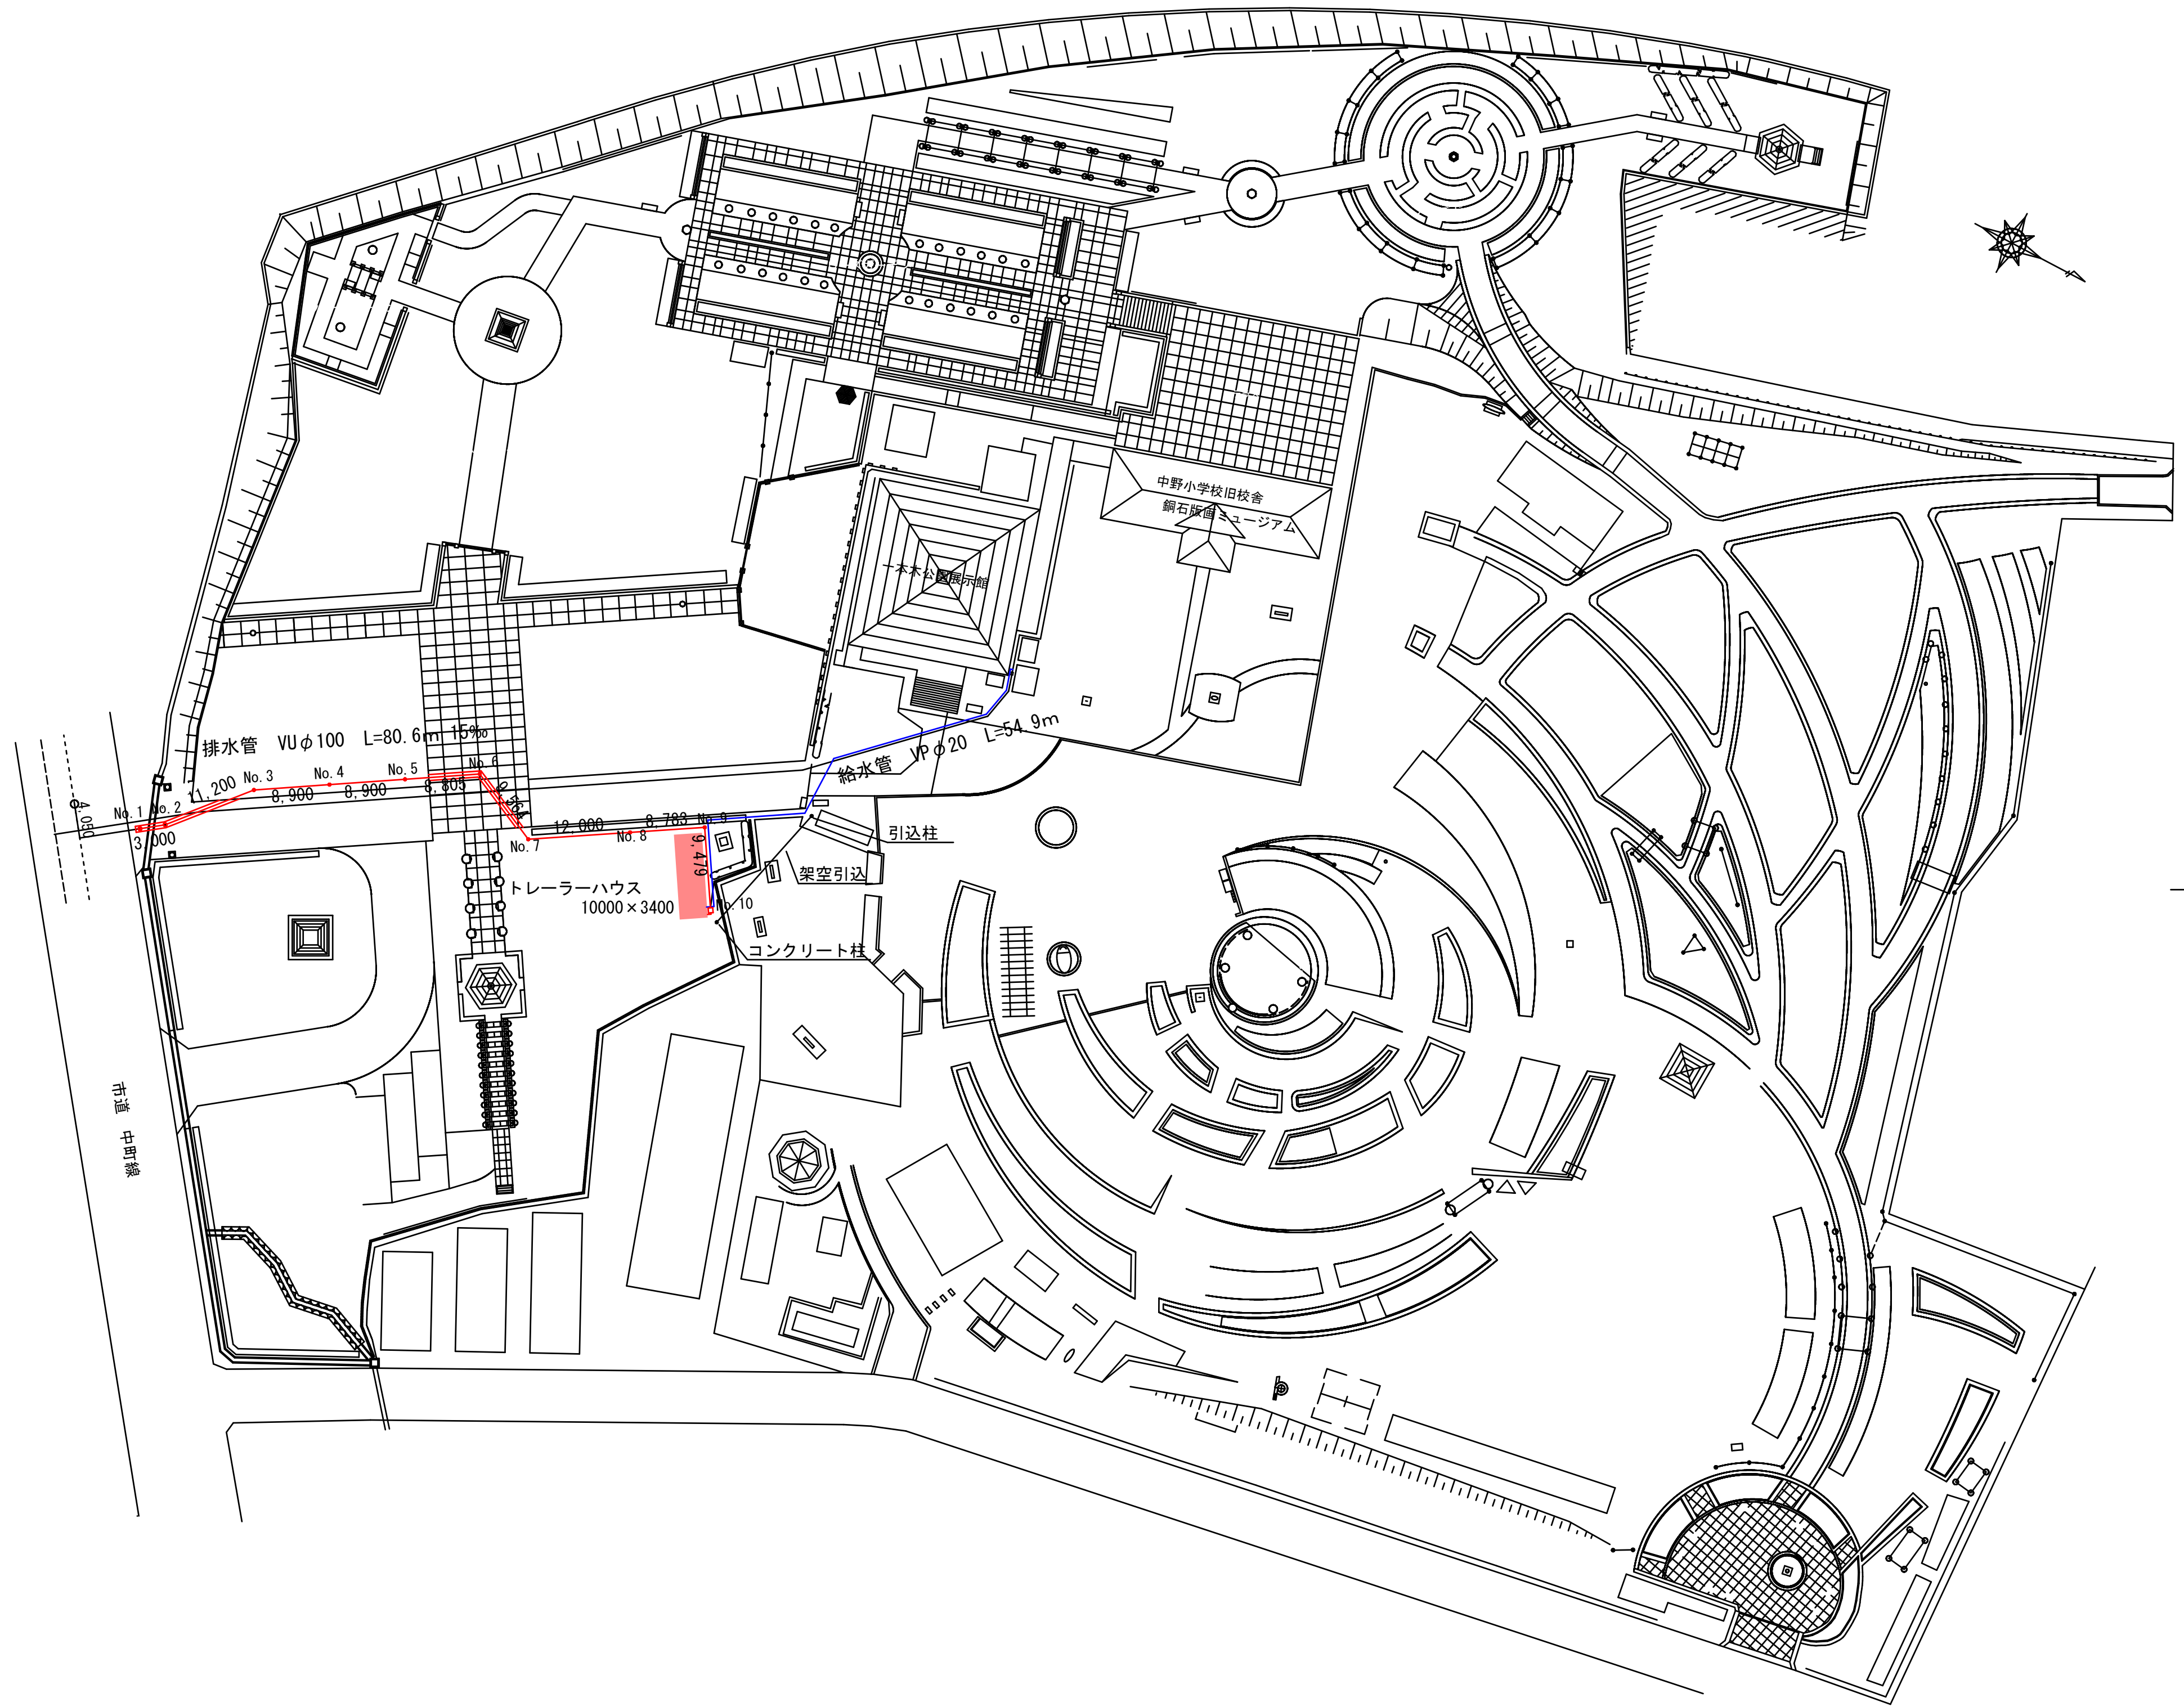 中野小学校旧校舎
銅石版画ミュージアム
一本木公園展示館
排水管 VUφ100 L=80.6m 15‰
給水管 VPφ20 L=54.9m
No.1
No.2
No.3
No.4
No.5
No.6
4,050
3,000
11,200
8,900
8,900
8,805
12,000
8,783
No.9
No.7
No.8
9,479
引込柱
架空引込
トレーラーハウス
10000×3400
No.10
コンクリート柱
市道 中町線